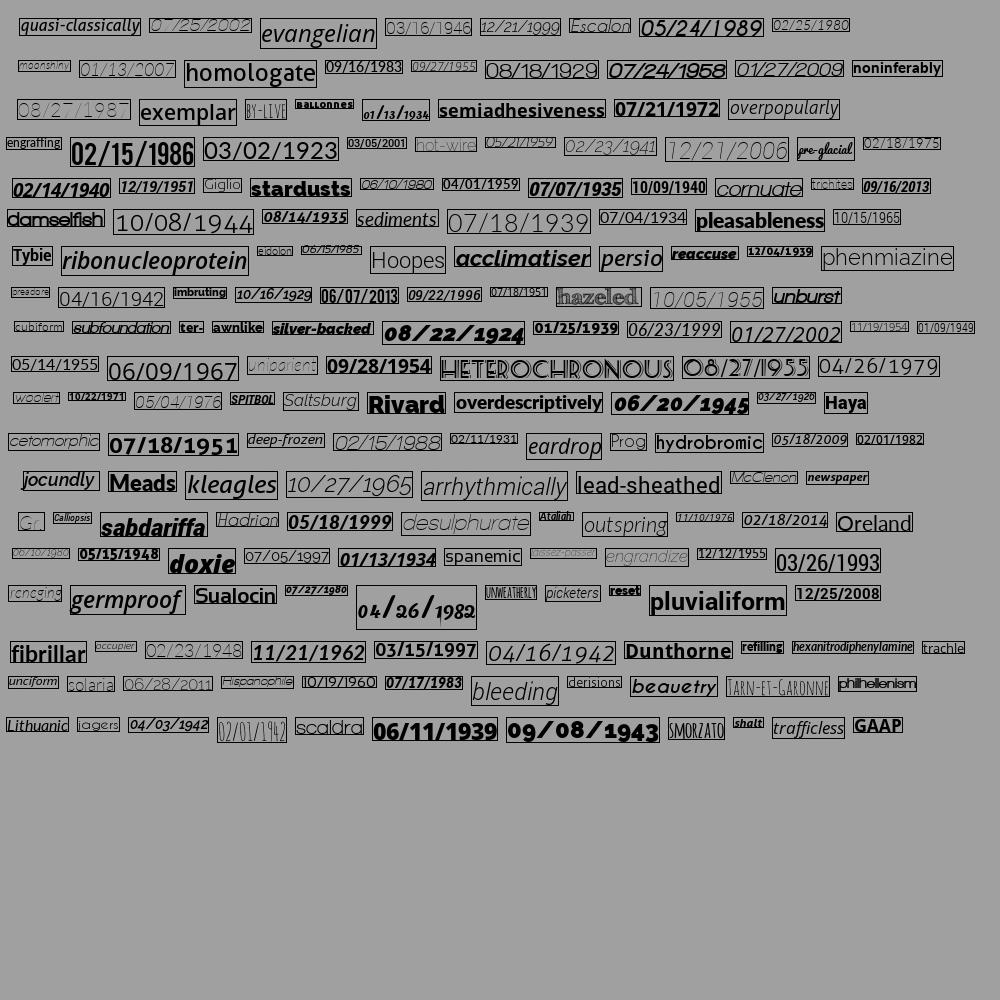 quasi-classically 07/25/2002 evangelian 03/16/1946 12/21/1999 Escalon 05/24/1989 02/25/1980
moonshiny 01/13/2007 homologate 09/16/1983 09/27/1955 08/18/1929 07/24/1958 01/27/2009 noninferably
08/27/1987 exemplar by-live ballonnes 01/13/1934 semiadhesiveness 07/21/1972 overpopularly
engraffing 02/15/1986 03/02/1923 03/05/2001 hot-wire 05/21/1959 02/23/1941 12/21/2006 pre-glacial 02/18/1975
02/14/1940 12/19/1951 Giglio stardusts 06/10/1980 04/01/1959 07/07/1935 10/09/1940 cornuate trichites 09/16/2013
damselfish 10/08/1944 08/14/1935 sediments 07/18/1939 07/04/1934 pleasableness 10/15/1965
Tybie ribonucleoprotein eidolon 06/15/1985 Hoopes acclimatiser persio reaccuse 12/04/1939 phenmiazine
preadore 04/16/1942 imbruting 10/16/1929 06/07/2013 09/22/1996 07/18/1951 hazeled 10/05/1955 unburst
cubiform subfoundation ter- awnlike silver-backed 08/22/1924 01/25/1939 06/23/1999 01/27/2002 11/19/1954 01/09/1949
05/14/1955 06/09/1967 uniparient 09/28/1954 HETEROCHRONOUS 08/27/1955 04/26/1979
woolert 10/22/1971 05/04/1976 SPITBOL Saltsburg Rivard overdescriptively 06/20/1945 03/27/1920 Haya
cetomorphic 07/18/1951 deep-frozen 02/15/1988 02/11/1931 eardrop Prog hydrobromic 05/18/2009 02/01/1982
jocundly Meads kleagles 10/27/1965 arrhythmically lead-sheathed McClenon newspaper
Gr. Calliopsis sabdariffa Hadrian 05/18/1999 desulphurate Ataliah outspring 11/10/1976 02/18/2014 Oreland
06/10/1980 05/15/1948 doxie 07/05/1997 01/13/1934 spanemic laissez-passer engrandize 12/12/1955 03/26/1993
germproof Sualocin 07/27/1980 04/26/1982 unweatherly picketers reset pluvialiform 12/25/2008
fibrillar occupier 02/23/1948 11/21/1962 03/15/1997 04/16/1942 Dunthorne refilling hexanitrodiphenylamine trachle
unciform solaria 06/28/2011 Hispanophile 10/19/1960 07/17/1983 bleeding derisions beavetry Tarn-et-Garonne philhellenism
Lithuanic jagers 04/03/1942 02/01/1942 scaldra 06/11/1939 09/08/1943 smorzato shalt trafficless GAAP